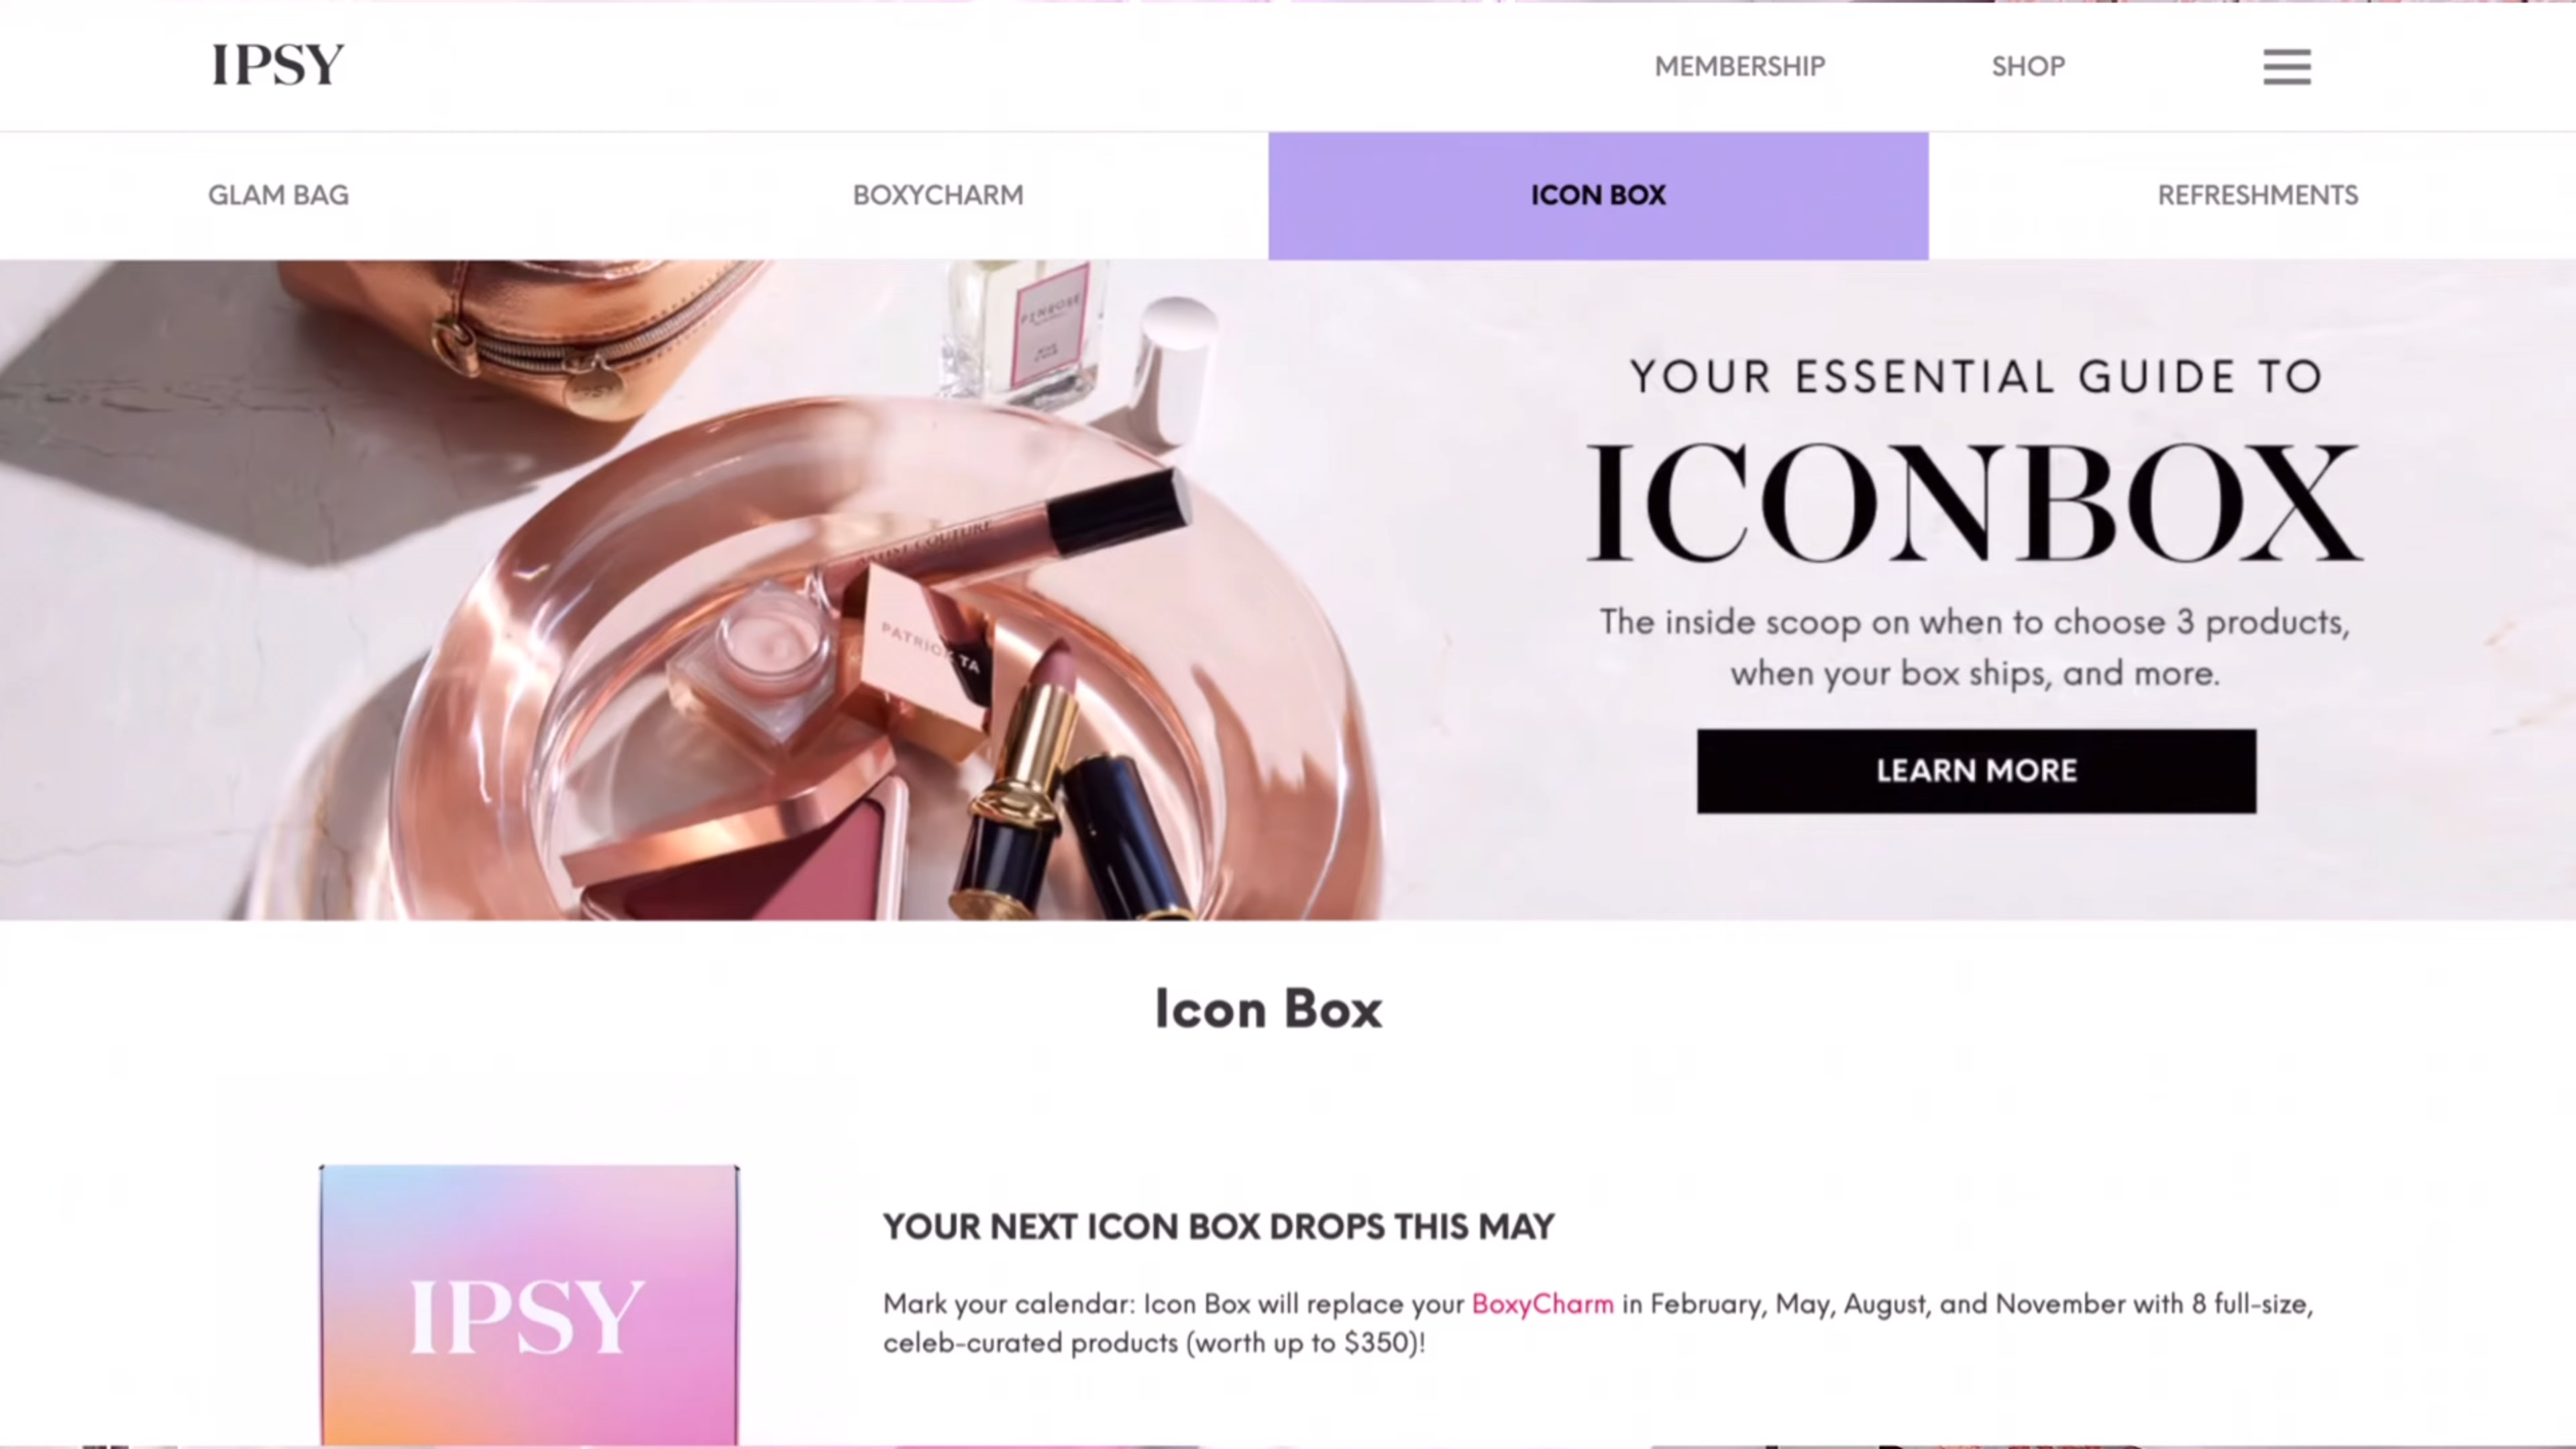 IPSY
MEMBERSHIP
SHOP
GLAM BAG
BOXYCHARM
ICON BOX
REFRESHMENTS
PINROSE
PATRICK TA
YOUR ESSENTIAL GUIDE TO
ICONBOX
The inside scoop on when to choose 3 products,
when your box ships, and more.
LEARN MORE
Icon Box
IPSY
YOUR NEXT ICON BOX DROPS THIS MAY
Mark your calendar: Icon Box will replace your BoxyCharm in February, May, August, and November with 8 full-size,
celeb-curated products (worth up to $350)!